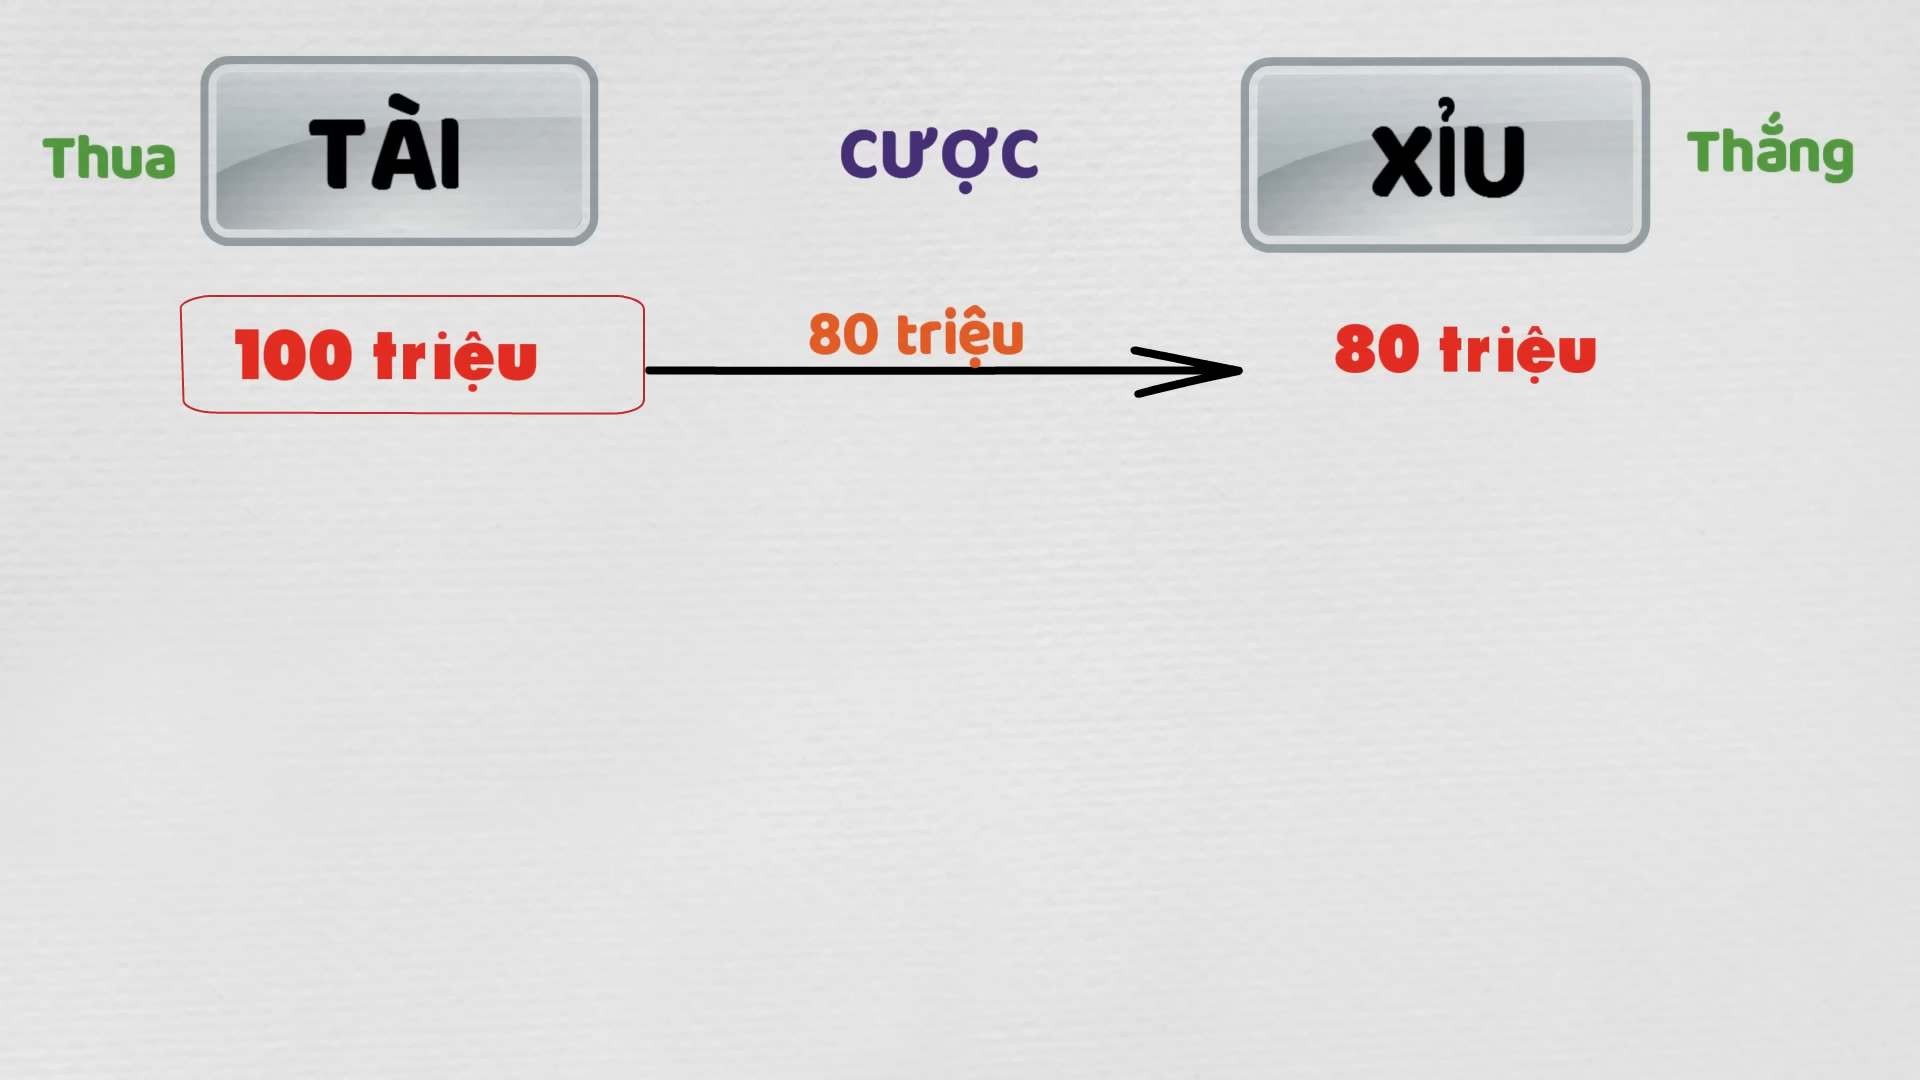 Thua
TÀI
CƯỢC
XỈU
Thắng
100 triệu
80 triệu
80 triệu